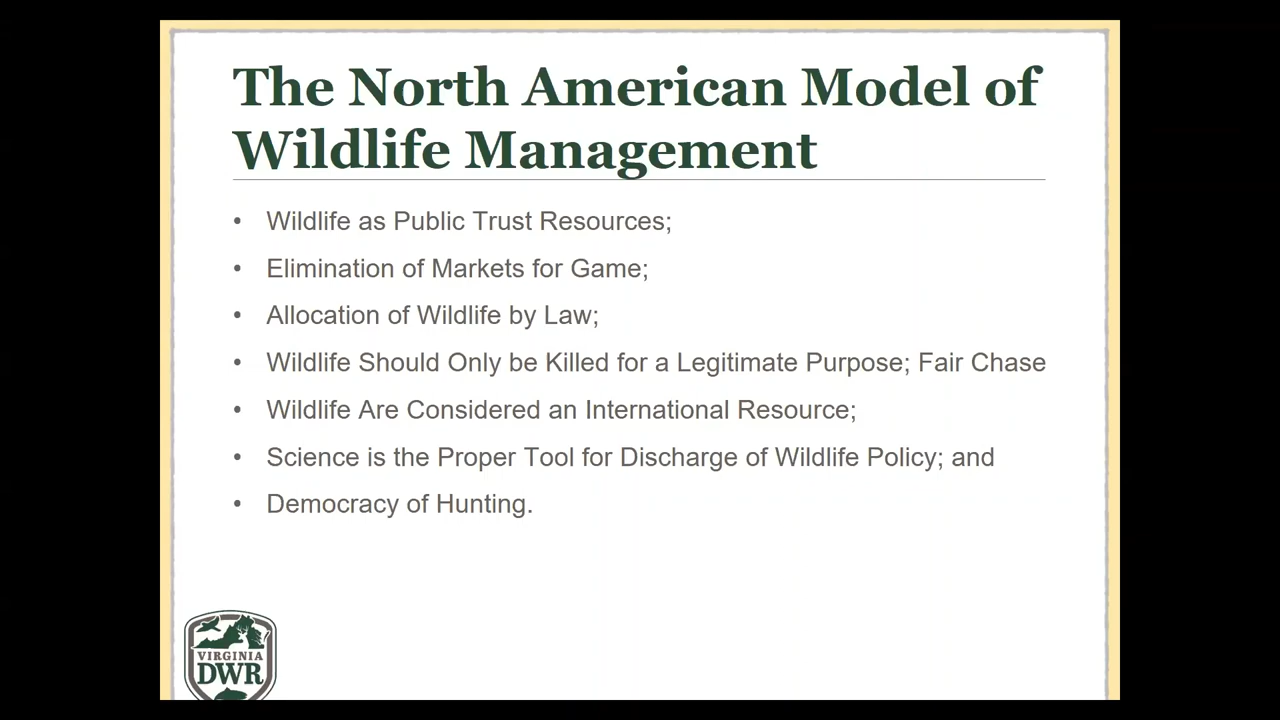 The North American Model of
Wildlife Management
• Wildlife as Public Trust Resources;
• Elimination of Markets for Game;
• Allocation of Wildlife by Law;
• Wildlife Should Only be Killed for a Legitimate Purpose; Fair Chase
• Wildlife Are Considered an International Resource;
• Science is the Proper Tool for Discharge of Wildlife Policy; and
• Democracy of Hunting.
VIRGINIA
DWR